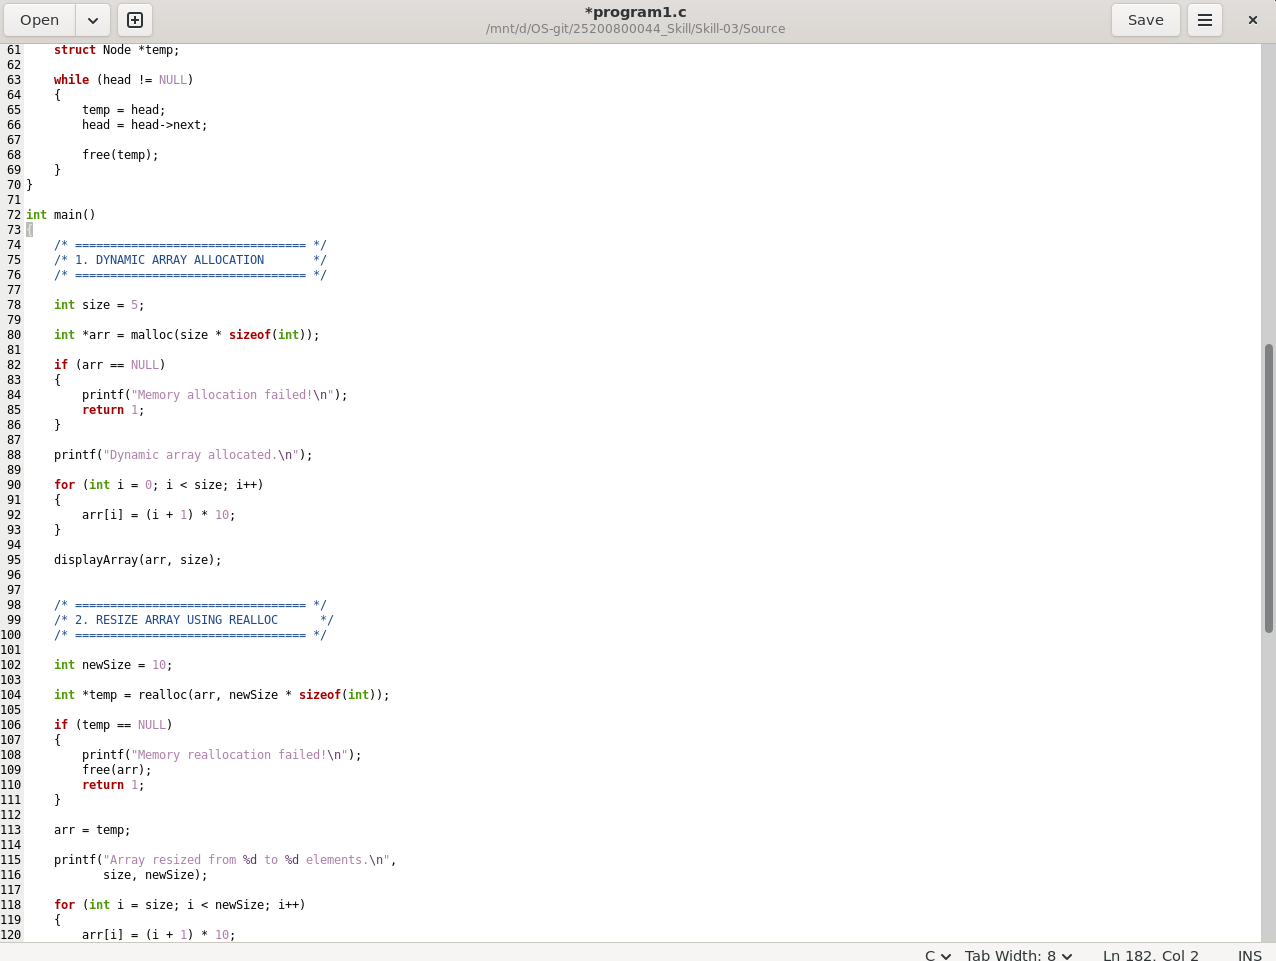 Open
*program1.c
/mnt/d/OS-git/25200800044_Skill/Skill-03/Source
Save
61     struct Node *temp;
62
63     while (head != NULL)
64     {
65         temp = head;
66         head = head->next;
67
68         free(temp);
69     }
70 }
71
72 int main()
73 {
74     /* ================================= */
75     /* 1. DYNAMIC ARRAY ALLOCATION       */
76     /* ================================= */
77
78     int size = 5;
79
80     int *arr = malloc(size * sizeof(int));
81
82     if (arr == NULL)
83     {
84         printf("Memory allocation failed!\n");
85         return 1;
86     }
87
88     printf("Dynamic array allocated.\n");
89
90     for (int i = 0; i < size; i++)
91     {
92         arr[i] = (i + 1) * 10;
93     }
94
95     displayArray(arr, size);
96
97
98     /* ================================= */
99     /* 2. RESIZE ARRAY USING REALLOC      */
100     /* ================================= */
101
102     int newSize = 10;
103
104     int *temp = realloc(arr, newSize * sizeof(int));
105
106     if (temp == NULL)
107     {
108         printf("Memory reallocation failed!\n");
109         free(arr);
110         return 1;
111     }
112
113     arr = temp;
114
115     printf("Array resized from %d to %d elements.\n",
116            size, newSize);
117
118     for (int i = size; i < newSize; i++)
119     {
120         arr[i] = (i + 1) * 10;
C Tab Width: 8 Ln 182, Col 2 INS